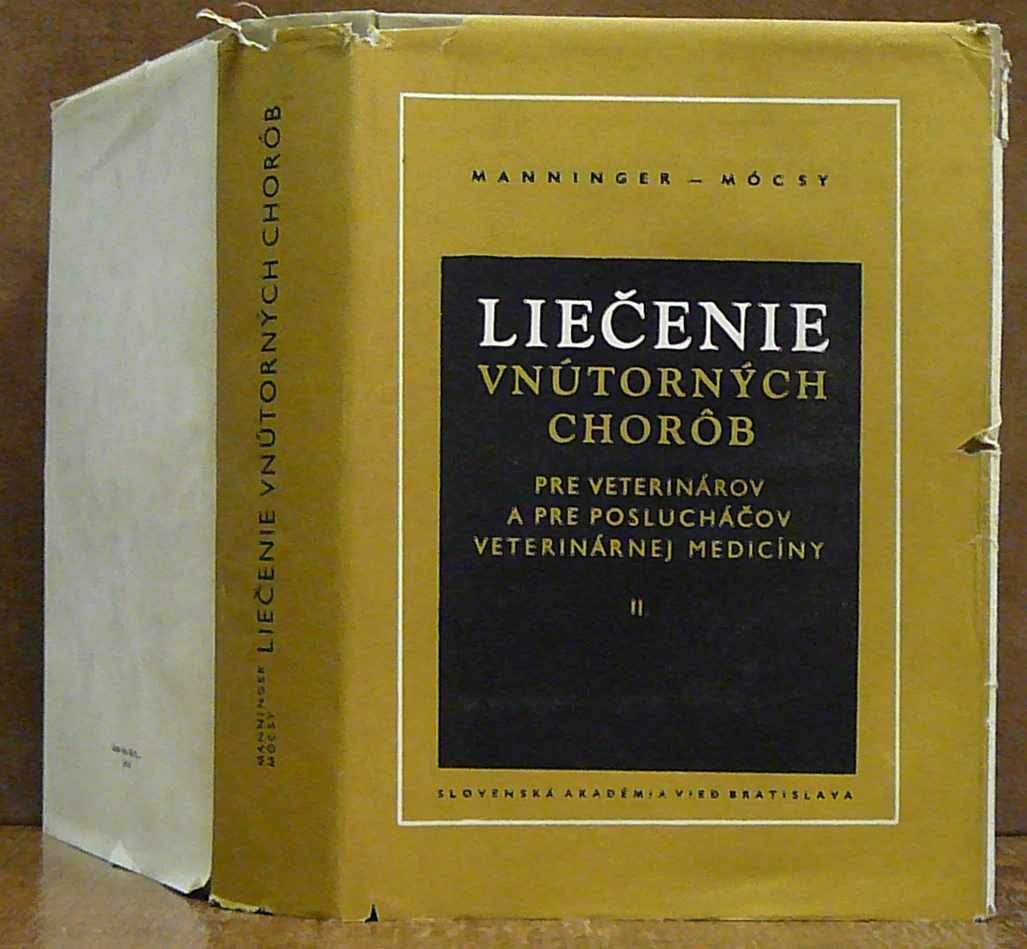 MANNINGER – MÓCSY
LIEČENIE
VNÚTORNÝCH
CHORÔB
PRE VETERINÁROV
A PRE POSLUCHÁČOV
VETERINÁRNEJ MEDICÍNY
II
SLOVENSKÁ AKADÉMIA VIED BRATISLAVA
MANNINGER
MÓCSY
LIEČENIE VNÚTORNÝCH CHORÔB